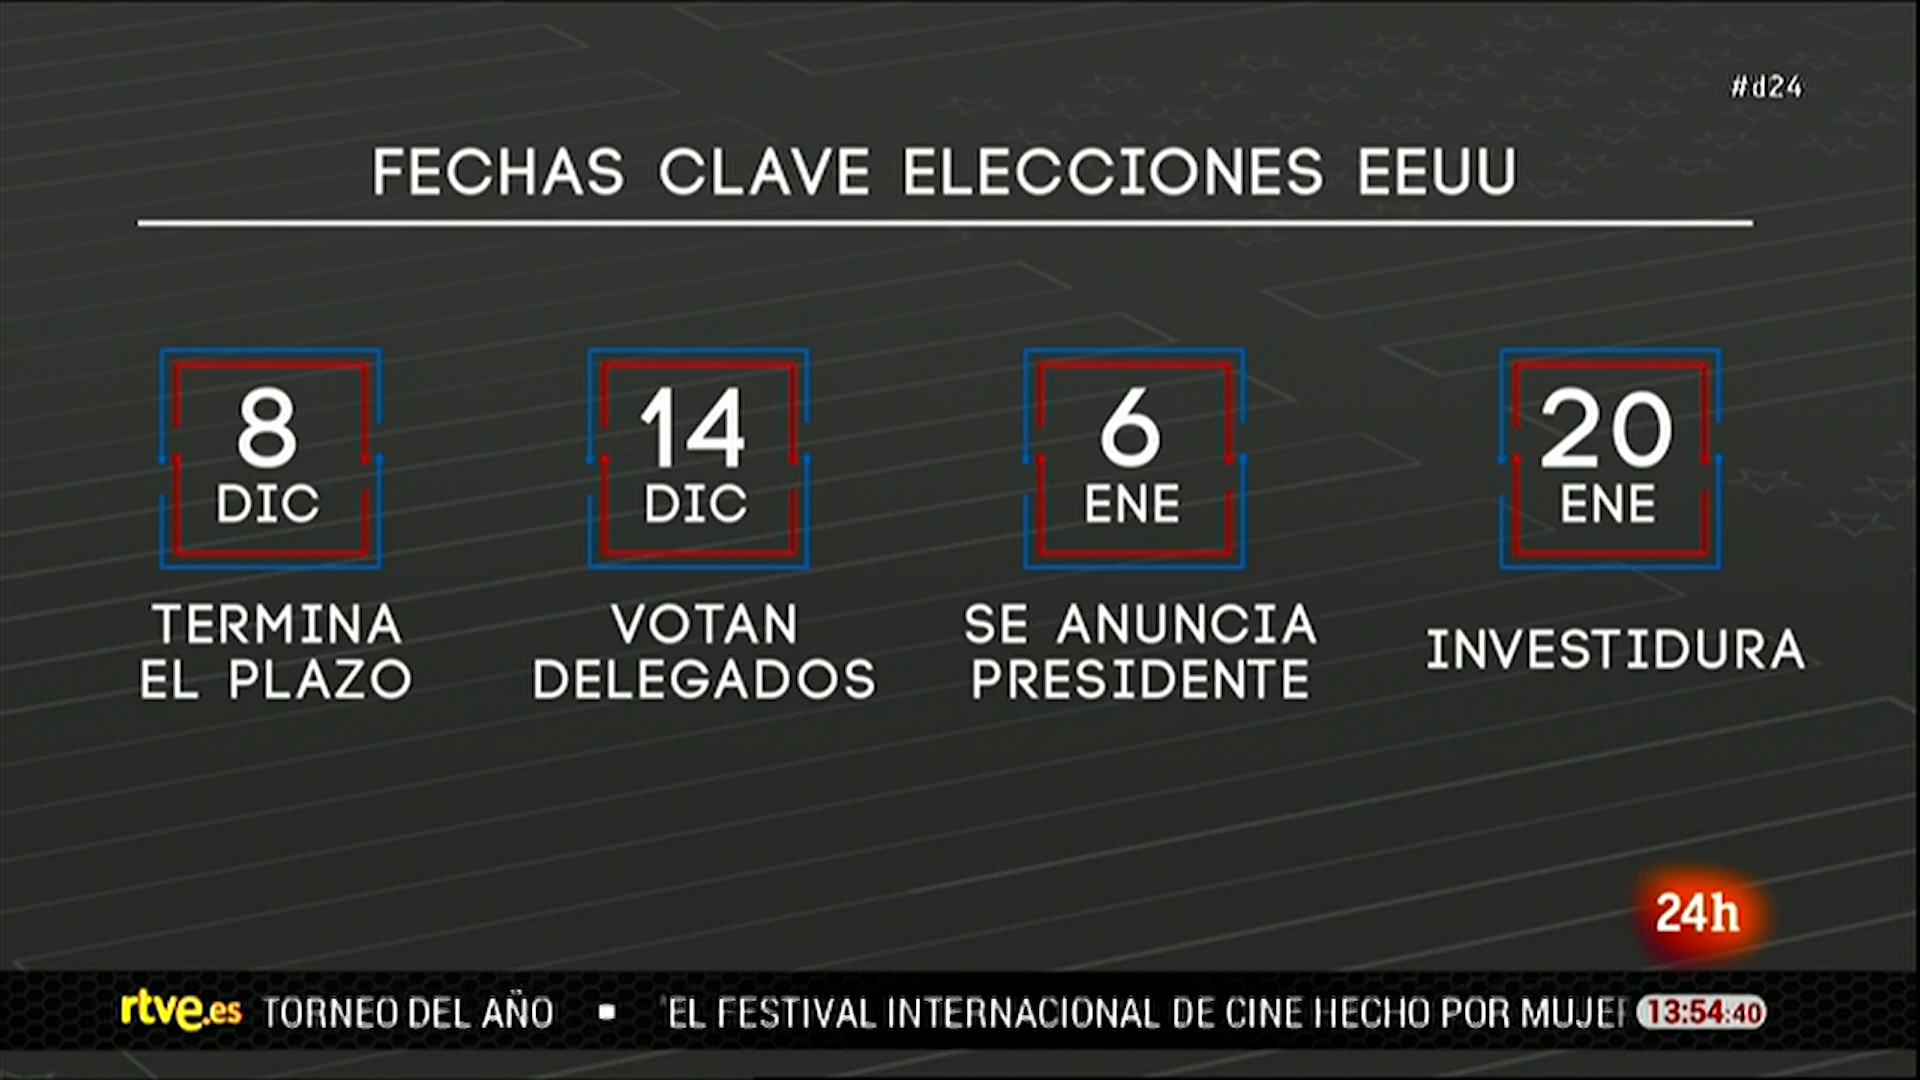 #d24
FECHAS CLAVE ELECCIONES EEUU
8
DIC
TERMINA
EL PLAZO
14
DIC
VOTAN
DELEGADOS
6
ENE
SE ANUNCIA
PRESIDENTE
20
ENE
INVESTIDURA
24h
rtve.es TORNEO DEL AÑO ▪ 'EL FESTIVAL INTERNACIONAL DE CINE HECHO POR MUJER 13:54:40